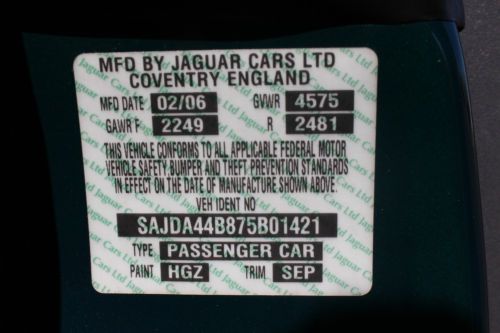 MFD BY JAGUAR CARS LTD
COVENTRY ENGLAND
MFD DATE 02/06 GVWR 4575
GAWR F 2249 R 2481
THIS VEHICLE CONFORMS TO ALL APPLICABLE FEDERAL MOTOR
VEHICLE SAFETY BUMPER AND THEFT PREVENTION STANDARDS
IN EFFECT ON THE DATE OF MANUFACTURE SHOWN ABOVE.
VEH IDENT NO
SAJDA44B875B01421
TYPE PASSENGER CAR
PAINT HGZ TRIM SEP